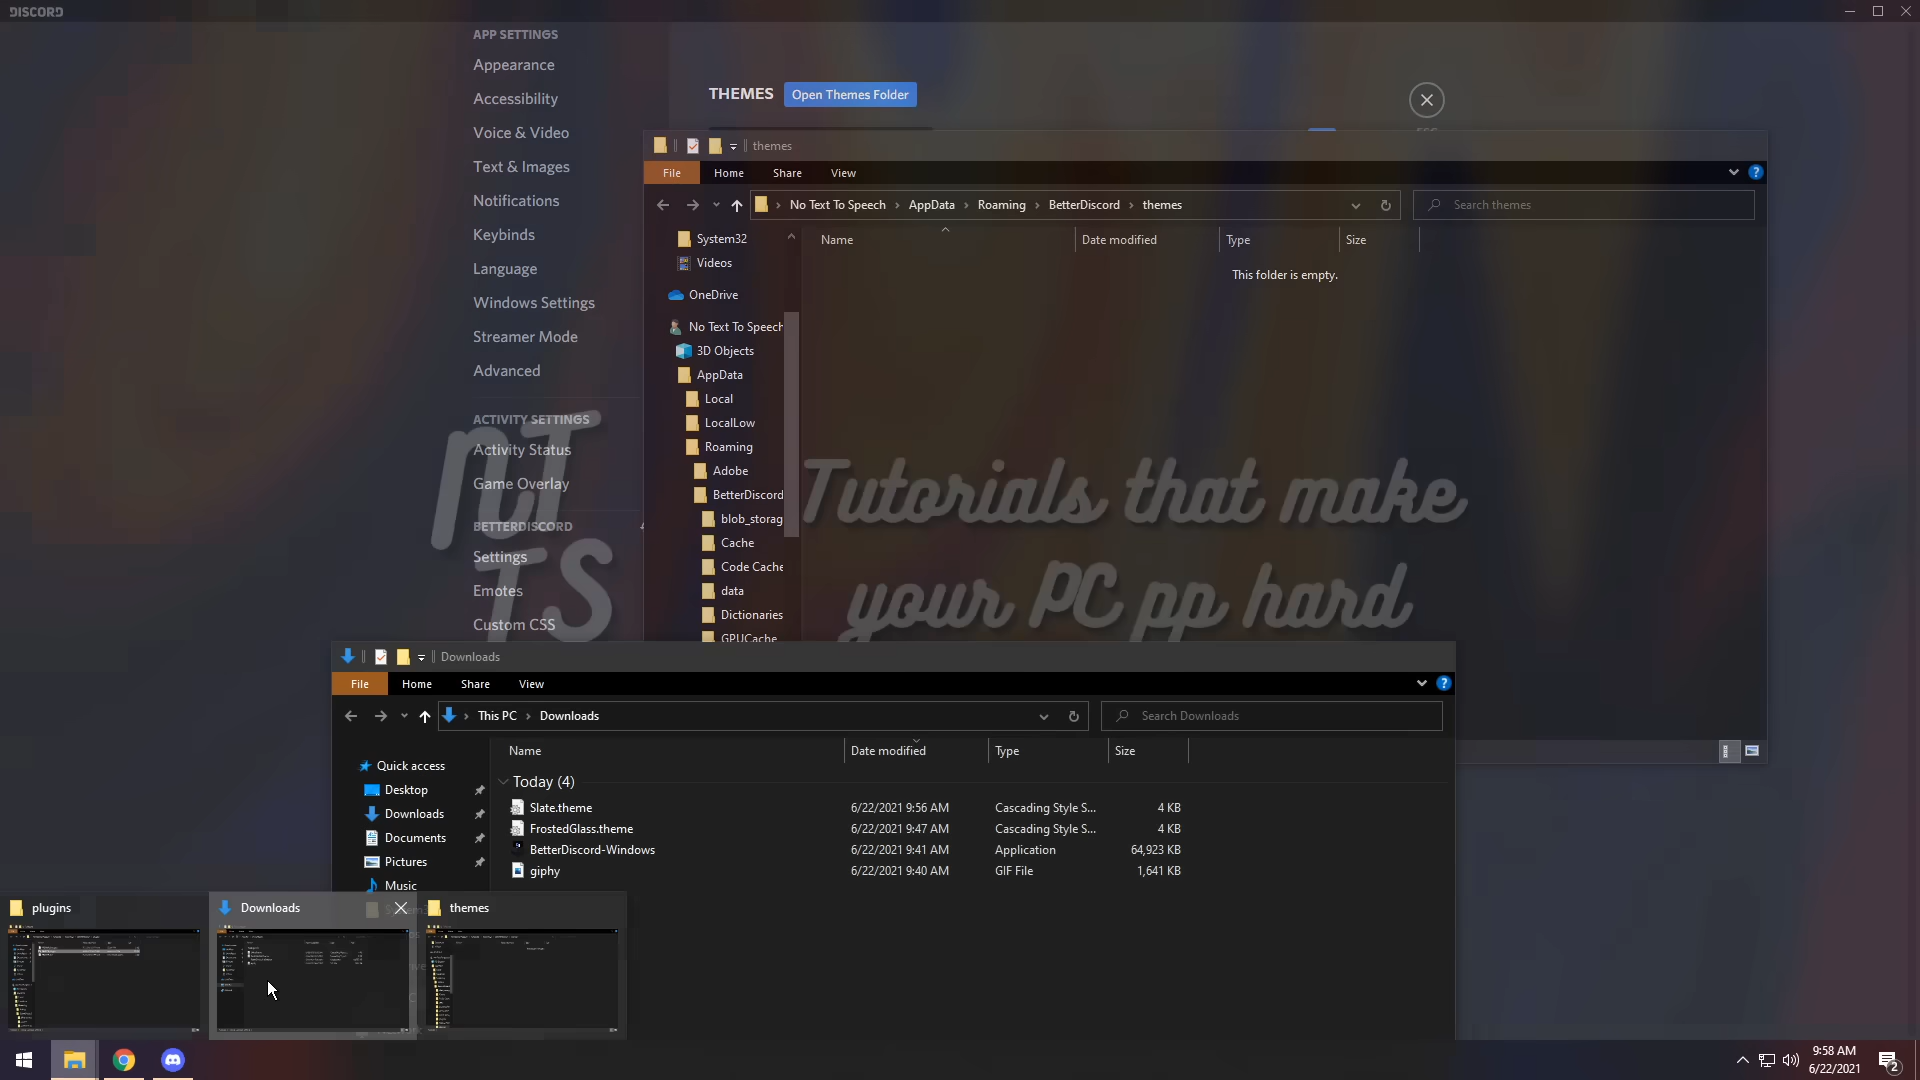 DISCORD
APP SETTINGS
Appearance
Accessibility
Voice & Video
Text & Images
Notifications
Keybinds
Language
Windows Settings
Streamer Mode
Advanced
ACTIVITY SETTINGS
Activity Status
Game Overlay
BETTERDISCORD
Settings
Emotes
Custom CSS
THEMES
Open Themes Folder
themes
File
Home
Share
View
No Text To Speech
AppData
Roaming
BetterDiscord
themes
Search themes
Name
Date modified
Type
Size
This folder is empty.
System32
Videos
OneDrive
No Text To Speech
3D Objects
AppData
Local
LocalLow
Roaming
Adobe
BetterDiscord
blob_storag
Cache
Code Cache
data
Dictionaries
GPUCache
NT
TS
Tutorials that make
your PC pp hard
Downloads
File
Home
Share
View
This PC
Downloads
Search Downloads
Name
Date modified
Type
Size
Quick access
Desktop
Downloads
Documents
Pictures
Music
Today (4)
Slate.theme 6/22/2021 9:56 AM Cascading Style S... 4 KB
FrostedGlass.theme 6/22/2021 9:47 AM Cascading Style S... 4 KB
BetterDiscord-Windows 6/22/2021 9:41 AM Application 64,923 KB
giphy 6/22/2021 9:40 AM GIF File 1,641 KB
plugins
Downloads
themes
9:58 AM
6/22/2021
2